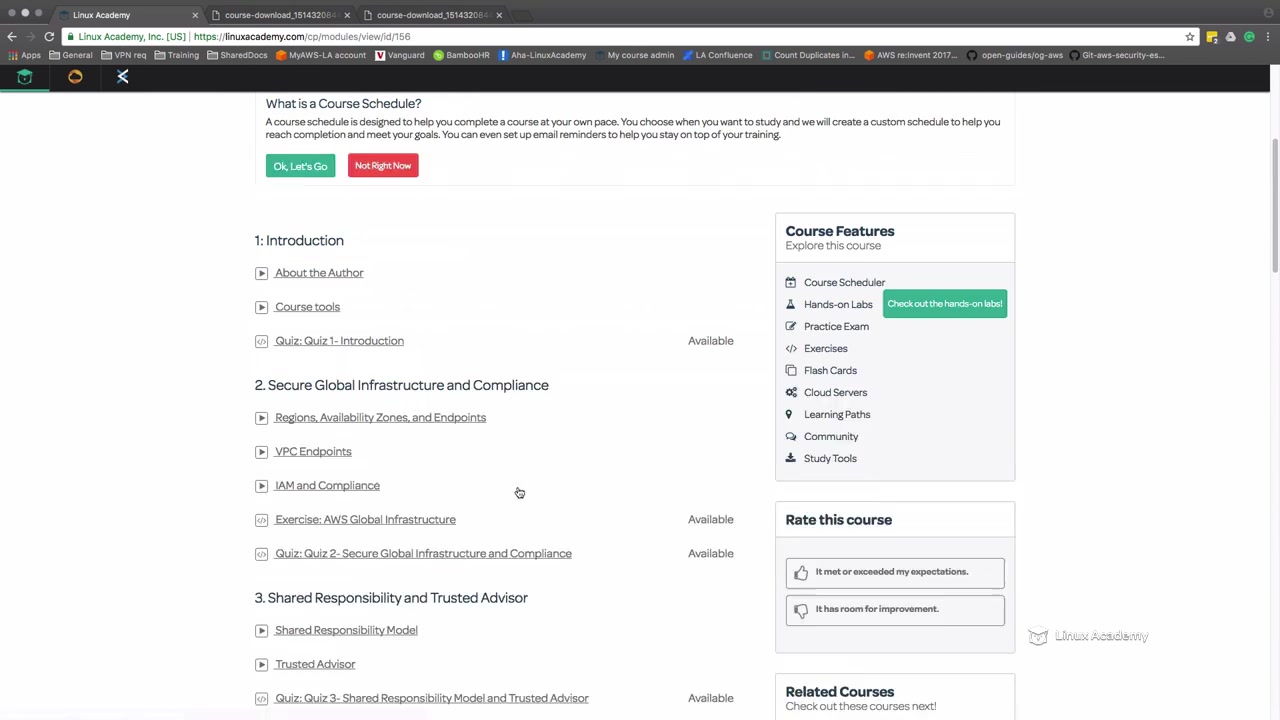 Linux Academy
course-download_1514320844
course-download_1514320844
Linux Academy, Inc. [US] | https://linuxacademy.com/cp/modules/view/id/156
Apps General VPN req Training SharedDocs MyAWS-LA account Vanguard BambooHR Aha-LinuxAcademy My course admin LA Confluence Count Duplicates in... AWS re:Invent 2017... open-guides/og-aws Git-aws-security-es...
What is a Course Schedule?
A course schedule is designed to help you complete a course at your own pace. You choose when you want to study and we will create a custom schedule to help you
reach completion and meet your goals. You can even set up email reminders to help you stay on top of your training.
Ok, Let's Go
Not Right Now
1: Introduction
About the Author
Course tools
Quiz: Quiz 1- Introduction Available
2. Secure Global Infrastructure and Compliance
Regions, Availability Zones, and Endpoints
VPC Endpoints
IAM and Compliance
Exercise: AWS Global Infrastructure Available
Quiz: Quiz 2- Secure Global Infrastructure and Compliance Available
3. Shared Responsibility and Trusted Advisor
Shared Responsibility Model
Trusted Advisor
Quiz: Quiz 3- Shared Responsibility Model and Trusted Advisor Available
Course Features
Explore this course
Course Scheduler
Hands-on Labs
Check out the hands-on labs!
Practice Exam
Exercises
Flash Cards
Cloud Servers
Learning Paths
Community
Study Tools
Rate this course
It met or exceeded my expectations.
It has room for improvement.
Linux Academy
Related Courses
Check out these courses next!